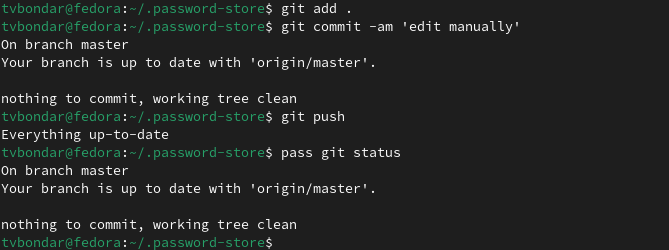 tvbondar@fedora:~/.password-store$ git add .
tvbondar@fedora:~/.password-store$ git commit -am 'edit manually'
On branch master
Your branch is up to date with 'origin/master'.

nothing to commit, working tree clean
tvbondar@fedora:~/.password-store$ git push
Everything up-to-date
tvbondar@fedora:~/.password-store$ pass git status
On branch master
Your branch is up to date with 'origin/master'.

nothing to commit, working tree clean
tvbondar@fedora:~/.password-store$